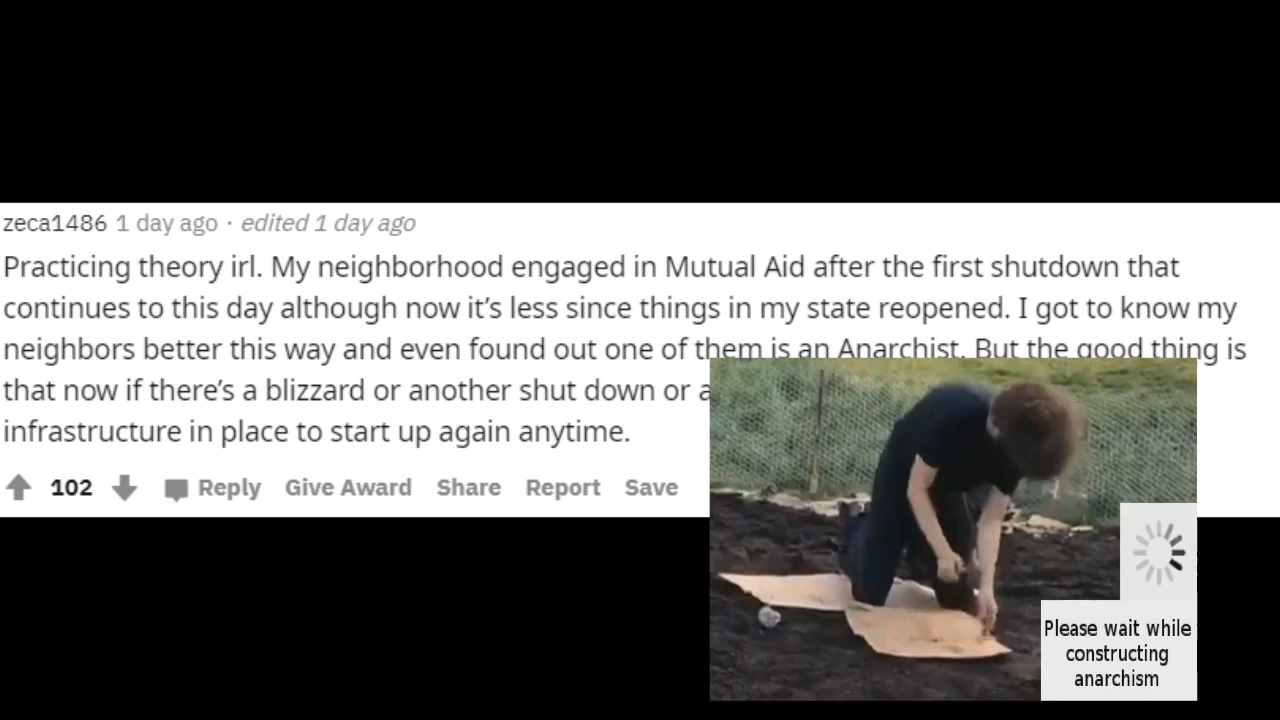 zeca1486 1 day ago · edited 1 day ago
Practicing theory irl. My neighborhood engaged in Mutual Aid after the first shutdown that
continues to this day although now it's less since things in my state reopened. I got to know my
neighbors better this way and even found out one of them is an Anarchist. But the good thing is
that now if there's a blizzard or another shut down or a
infrastructure in place to start up again anytime.
102 Reply Give Award Share Report Save
Please wait while
constructing
anarchism